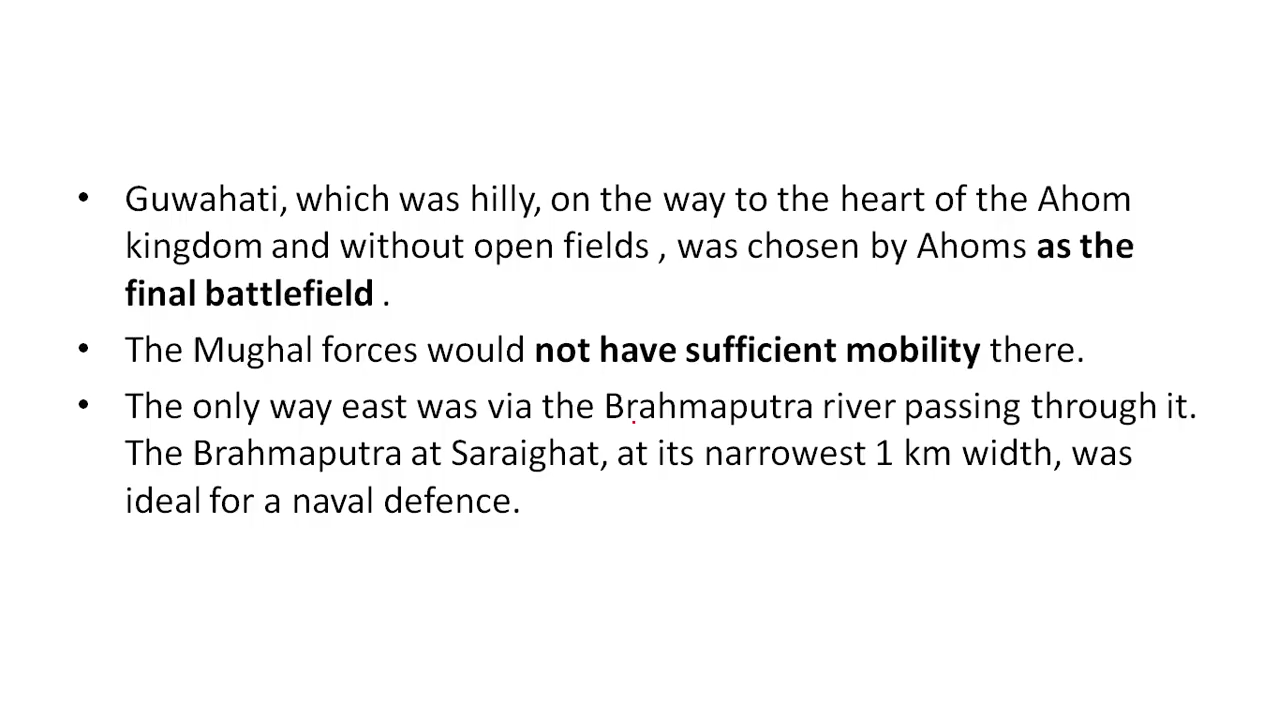 • Guwahati, which was hilly, on the way to the heart of the Ahom
kingdom and without open fields , was chosen by Ahoms as the
final battlefield .
• The Mughal forces would not have sufficient mobility there.
• The only way east was via the Brahmaputra river passing through it.
The Brahmaputra at Saraighat, at its narrowest 1 km width, was
ideal for a naval defence.